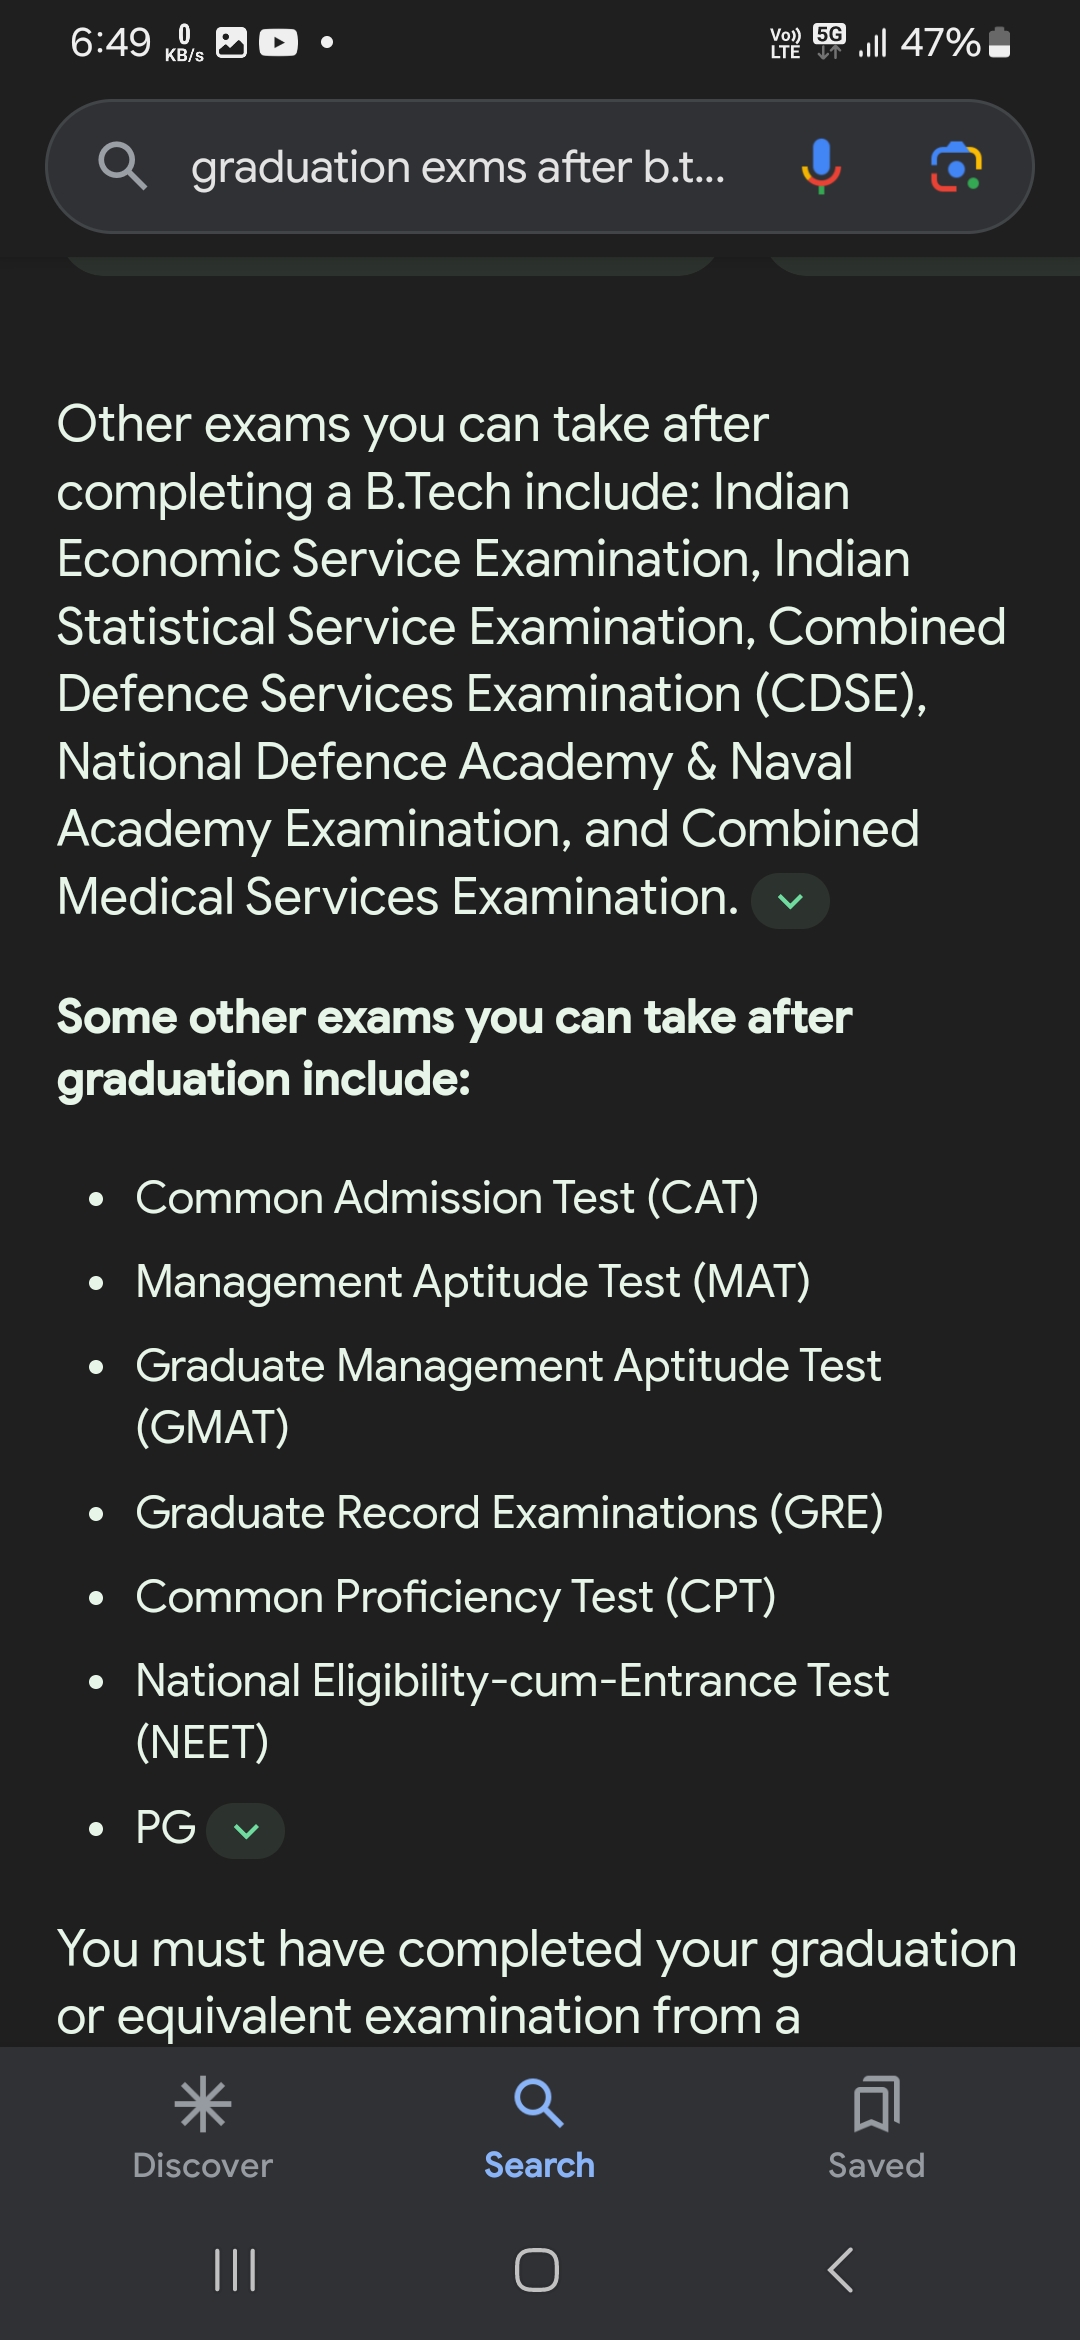 6:49 0 KB/s Vo)) LTE 5G 47%
graduation exms after b.t...
Other exams you can take after
completing a B.Tech include: Indian
Economic Service Examination, Indian
Statistical Service Examination, Combined
Defence Services Examination (CDSE),
National Defence Academy & Naval
Academy Examination, and Combined
Medical Services Examination.
Some other exams you can take after
graduation include:
• Common Admission Test (CAT)
• Management Aptitude Test (MAT)
• Graduate Management Aptitude Test
(GMAT)
• Graduate Record Examinations (GRE)
• Common Proficiency Test (CPT)
• National Eligibility-cum-Entrance Test
(NEET)
• PG
You must have completed your graduation
or equivalent examination from a
Discover Search Saved